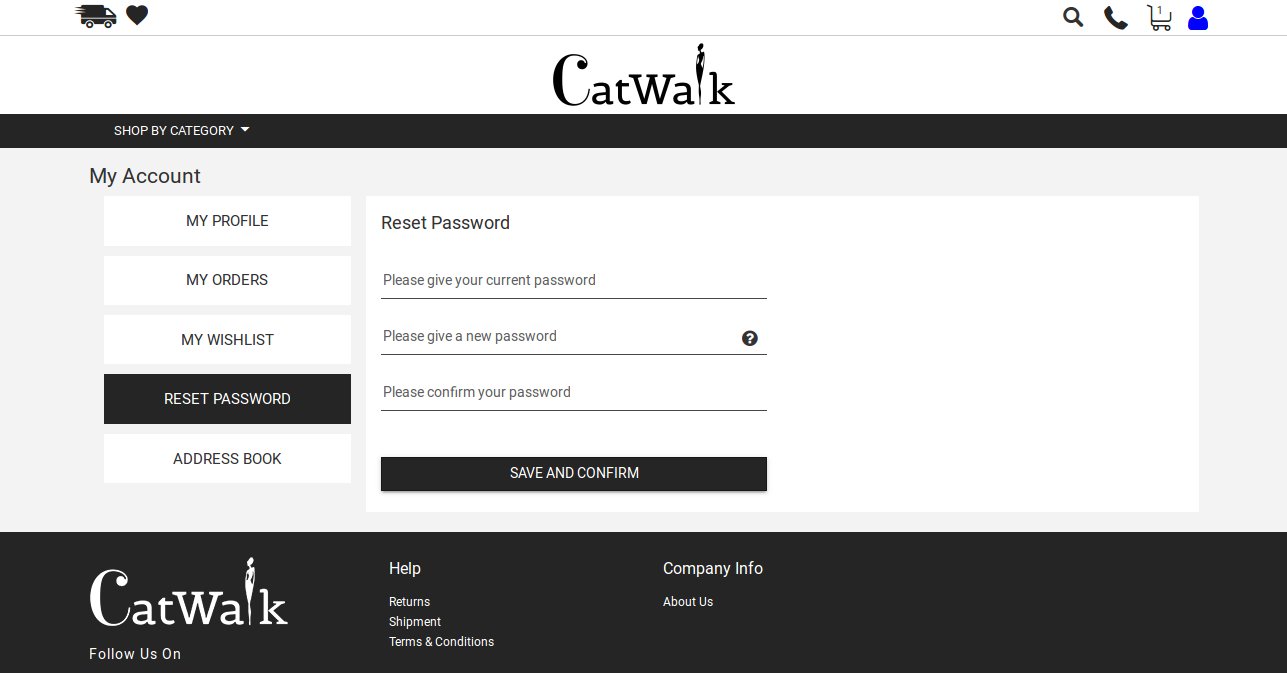 1
CatWalk
SHOP BY CATEGORY
My Account
MY PROFILE
MY ORDERS
MY WISHLIST
RESET PASSWORD
ADDRESS BOOK
Reset Password
Please give your current password
Please give a new password
?
Please confirm your password
SAVE AND CONFIRM
CatWalk
Follow Us On
Help
Returns
Shipment
Terms & Conditions
Company Info
About Us